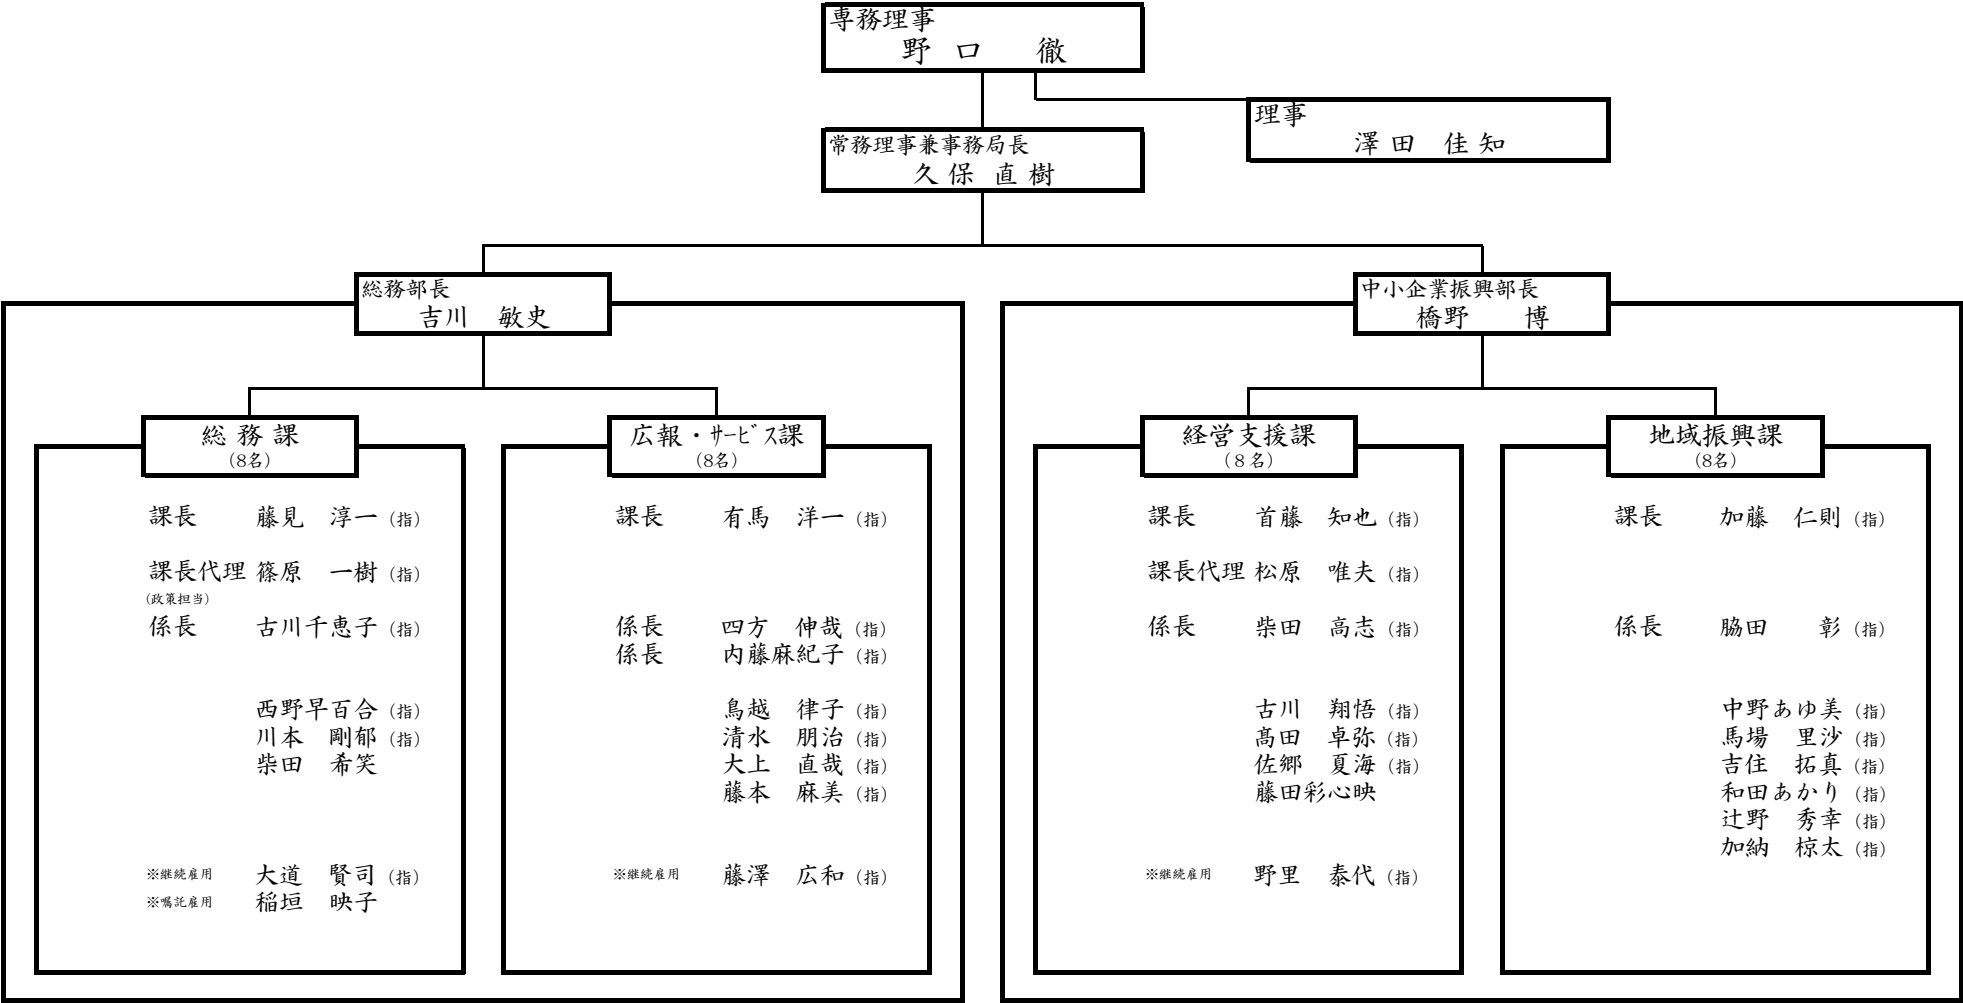 専務理事
野口 徹
理事
澤田 佳知
常務理事兼事務局長
久保 直樹
総務部長
吉川 敏史
総務課
(8名)
課長 藤見 淳一 (指)
課長代理 篠原 一樹 (指)
(政策担当)
係長 古川千恵子 (指)
西野早百合 (指)
川本 剛郁 (指)
柴田 希笑
※継続雇用 大道 賢司 (指)
※嘱託雇用 稲垣 映子
広報・ｻｰﾋﾞｽ課
(8名)
課長 有馬 洋一 (指)
係長 四方 伸哉 (指)
係長 内藤麻紀子 (指)
鳥越 律子 (指)
清水 朋治 (指)
大上 直哉 (指)
藤本 麻美 (指)
※継続雇用 藤澤 広和 (指)
中小企業振興部長
橋野 博
経営支援課
(８名)
課長 首藤 知也 (指)
課長代理 松原 唯夫 (指)
係長 柴田 高志 (指)
古川 翔悟 (指)
髙田 卓弥 (指)
佐郷 夏海 (指)
藤田彩心映
※継続雇用 野里 泰代 (指)
地域振興課
(8名)
課長 加藤 仁則 (指)
係長 脇田 彰 (指)
中野あゆ美 (指)
馬場 里沙 (指)
吉住 拓真 (指)
和田あかり (指)
辻野 秀幸 (指)
加納 椋太 (指)